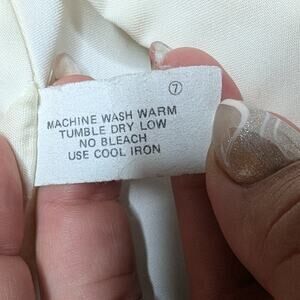 ⑦
MACHINE WASH WARM
TUMBLE DRY LOW
NO BLEACH
USE COOL IRON